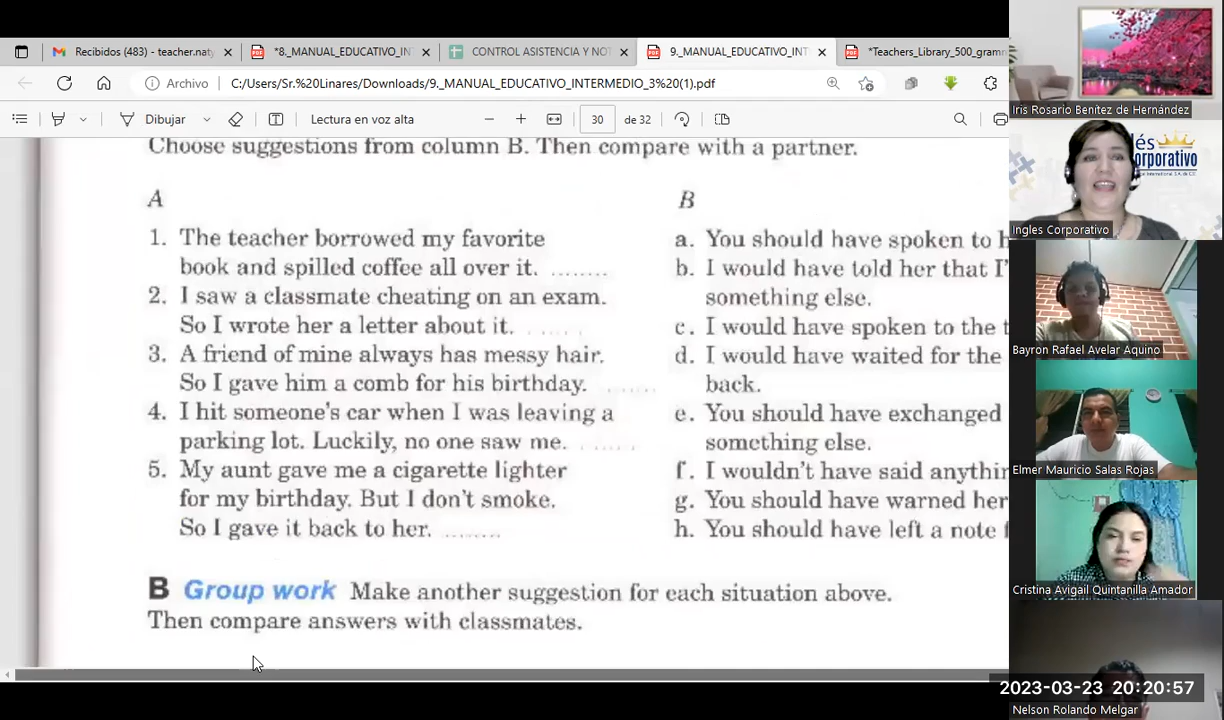 Recibidos (483) - teacher.naty
*8._MANUAL_EDUCATIVO_IN
CONTROL ASISTENCIA Y NOT
9._MANUAL_EDUCATIVO_INT
*Teachers_Library_500_gramm
Archivo
C:/Users/Sr.%20Linares/Downloads/9._MANUAL_EDUCATIVO_INTERMEDIO_3%20(1).pdf
Dibujar
Lectura en voz alta
30
de 32
Choose suggestions from column B. Then compare with a partner.
A
1. The teacher borrowed my favorite
book and spilled coffee all over it. ........
2. I saw a classmate cheating on an exam.
So I wrote her a letter about it. ......
3. A friend of mine always has messy hair.
So I gave him a comb for his birthday. .......
4. I hit someone's car when I was leaving a
parking lot. Luckily, no one saw me. .......
5. My aunt gave me a cigarette lighter
for my birthday. But I don't smoke.
So I gave it back to her. ........
B
a. You should have spoken to h
b. I would have told her that I'
something else.
c. I would have spoken to the t
d. I would have waited for the
back.
e. You should have exchanged
something else.
f. I wouldn't have said anythin
g. You should have warned her
h. You should have left a note f
B Group work Make another suggestion for each situation above.
Then compare answers with classmates.
Iris Rosario Benítez de Hernández
és
orporativo
Ingles Corporativo
Bayron Rafael Avelar Aquino
Elmer Mauricio Salas Rojas
Cristina Avigail Quintanilla Amador
2023-03-23 20:20:57
Nelson Rolando Melgar